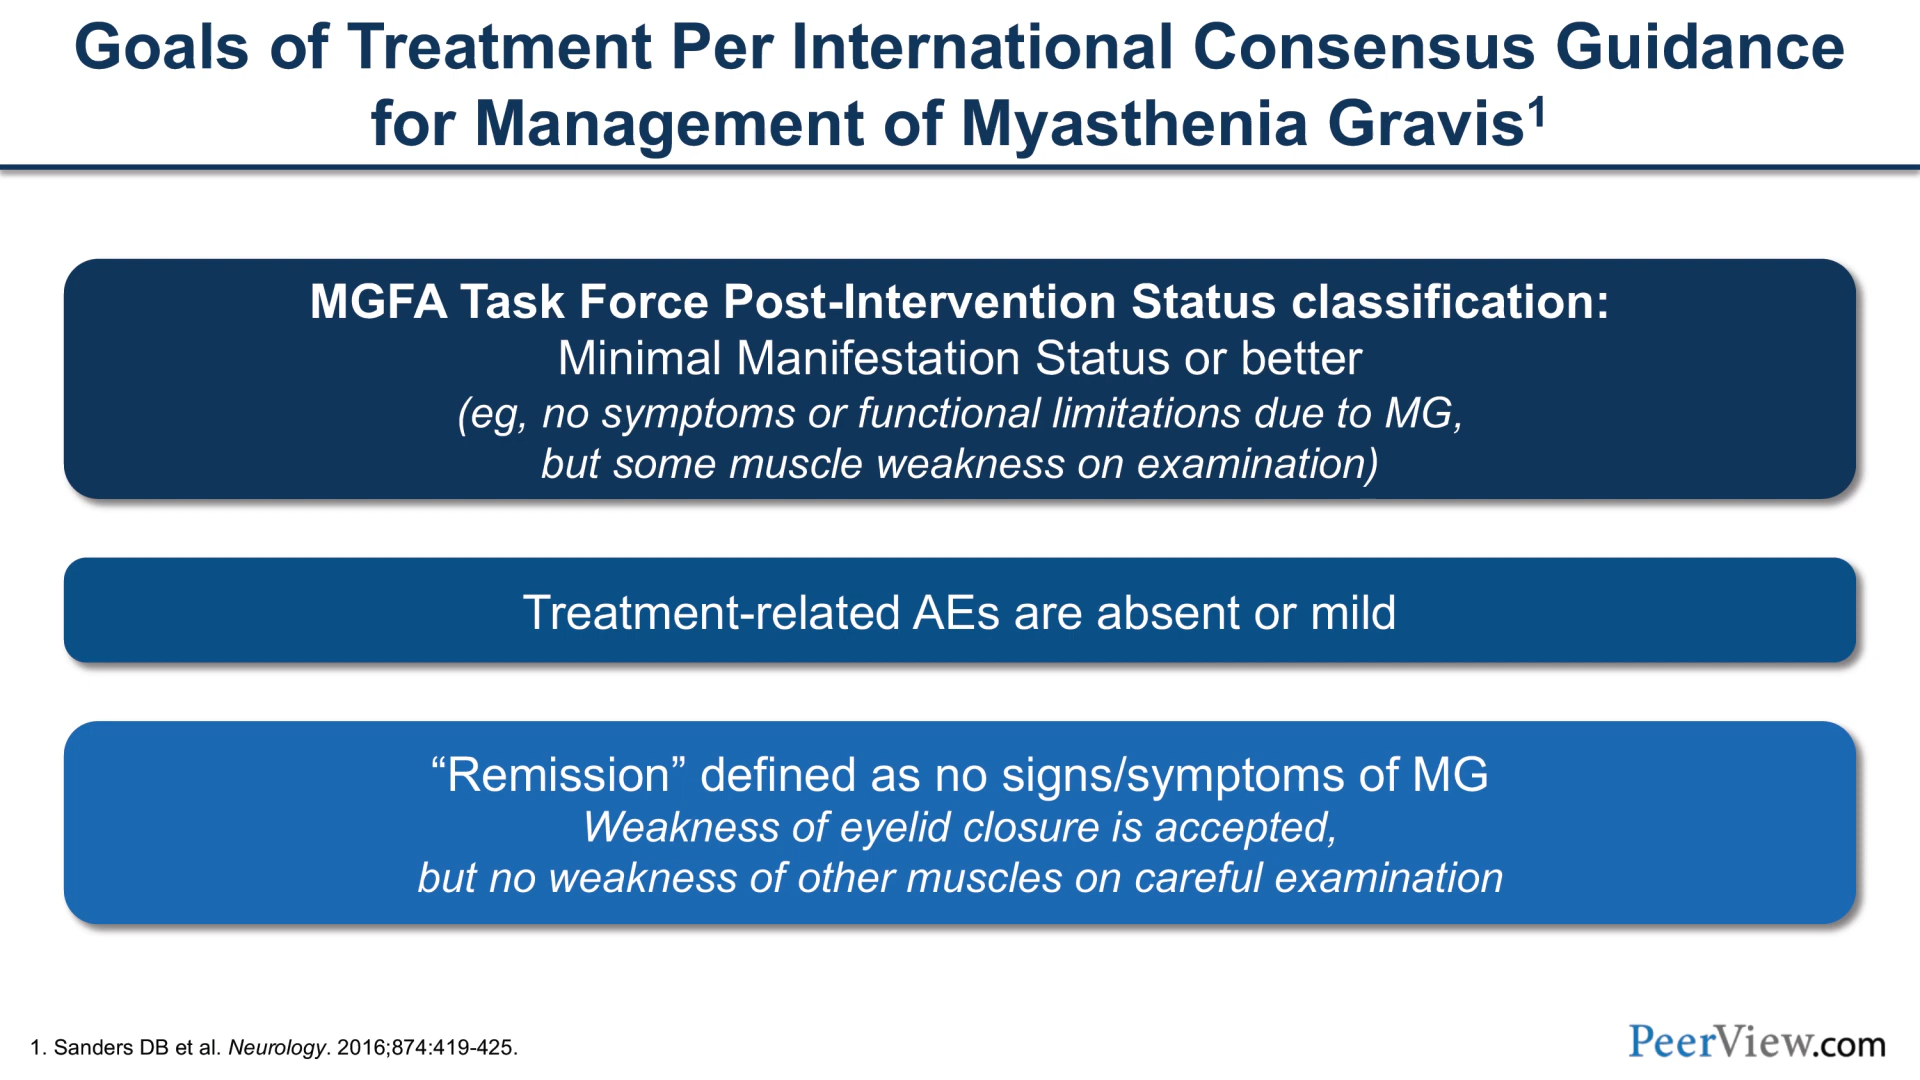 Goals of Treatment Per International Consensus Guidance
for Management of Myasthenia Gravis¹
MGFA Task Force Post-Intervention Status classification:
Minimal Manifestation Status or better
(eg, no symptoms or functional limitations due to MG,
but some muscle weakness on examination)
Treatment-related AEs are absent or mild
“Remission” defined as no signs/symptoms of MG
Weakness of eyelid closure is accepted,
but no weakness of other muscles on careful examination
1. Sanders DB et al. Neurology. 2016;874:419-425.
PeerView.com